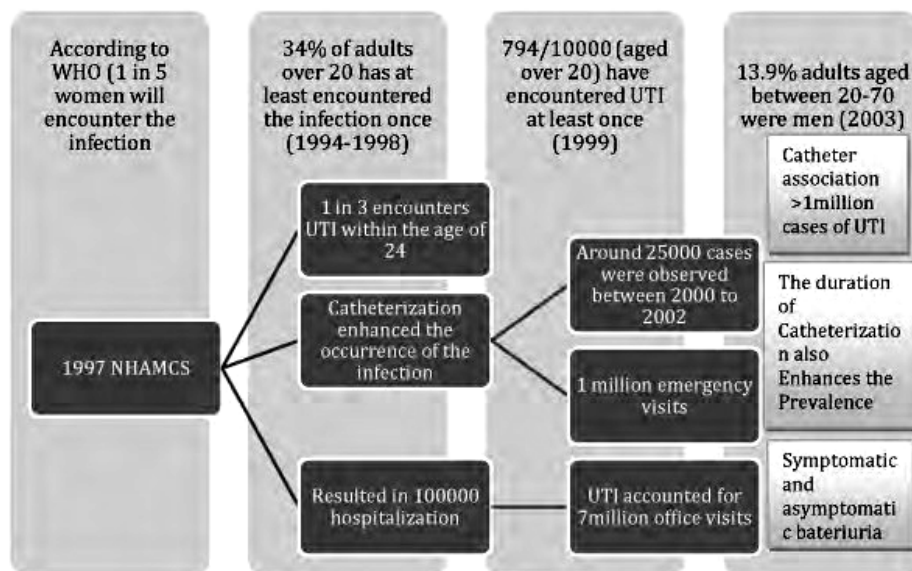 According to
WHO (1 in 5
women will
encounter the
infection
34% of adults
over 20 has at
least encountered
the infection once
(1994-1998)
794/10000 (aged
over 20) have
encountered UTI
at least once
(1999)
13.9% adults aged
between 20-70
were men (2003)
1997 NHAMCS
1 in 3 encounters
UTI within the age of
24
Catheterization
enhanced the
occurrence of the
infection
Resulted in 100000
hospitalization
Around 25000 cases
were observed
between 2000 to
2002
1 million emergency
visits
UTI accounted for
7million office visits
Catheter
association
>1million
cases of UTI
The duration
of
Catheterizatio
n also
Enhances the
Prevalence
Symptomatic
and
asymptomati
c bateriuria